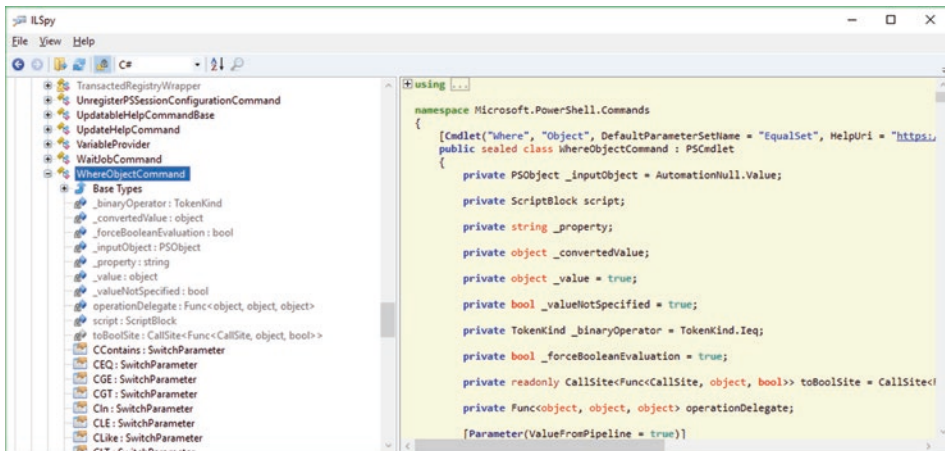 ILSpy
File View Help
C#
TransactedRegistryWrapper
UnregisterPSSessionConfigurationCommand
UpdatableHelpCommandBase
UpdateHelpCommand
VariableProvider
WaitJobCommand
WhereObjectCommand
Base Types
_binaryOperator : TokenKind
_convertedValue : object
_forceBooleanEvaluation : bool
_inputObject : PSObject
_property : string
_value : object
_valueNotSpecified : bool
operationDelegate : Func<object, object, object>
script : ScriptBlock
toBoolSite : CallSite<Func<CallSite, object, bool>>
CContains : SwitchParameter
CEQ : SwitchParameter
CGE : SwitchParameter
CGT : SwitchParameter
CIn : SwitchParameter
CLE : SwitchParameter
CLike : SwitchParameter
CLT : SwitchParameter
using ...
namespace Microsoft.PowerShell.Commands
{
[Cmdlet("Where", "Object", DefaultParameterSetName = "EqualSet", HelpUri = "https:/
public sealed class WhereObjectCommand : PSCmdlet
{
private PSObject _inputObject = AutomationNull.Value;
private ScriptBlock script;
private string _property;
private object _convertedValue;
private object _value = true;
private bool _valueNotSpecified = true;
private TokenKind _binaryOperator = TokenKind.Ieq;
private bool _forceBooleanEvaluation = true;
private readonly CallSite<Func<CallSite, object, bool>> toBoolSite = CallSite<F
private Func<object, object, object> operationDelegate;
[Parameter(ValueFromPipeline = true)]